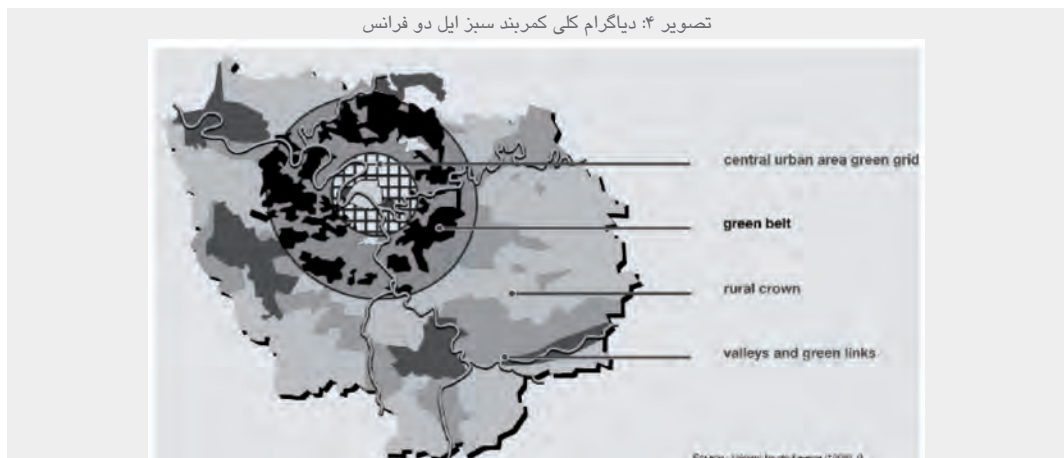 تصویر ۴: دیاگرام کلی کمربند سبز ایل دو فرانس
central urban area green grid
green belt
rural crown
valleys and green links